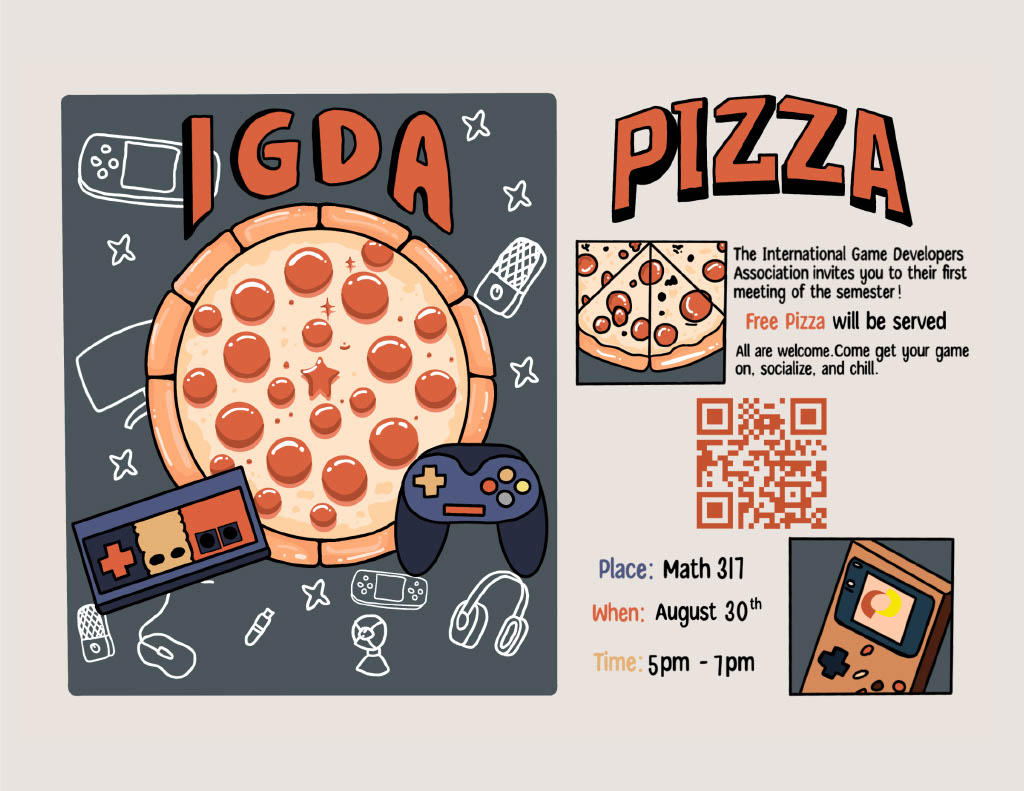 IGDA
PIZZA
The International Game Developers
Association invites you to their first
meeting of the semester!
Free Pizza will be served
All are welcome.Come get your game
on, socialize, and chill.
Place: Math 317
When: August 30th
Time: 5pm - 7pm